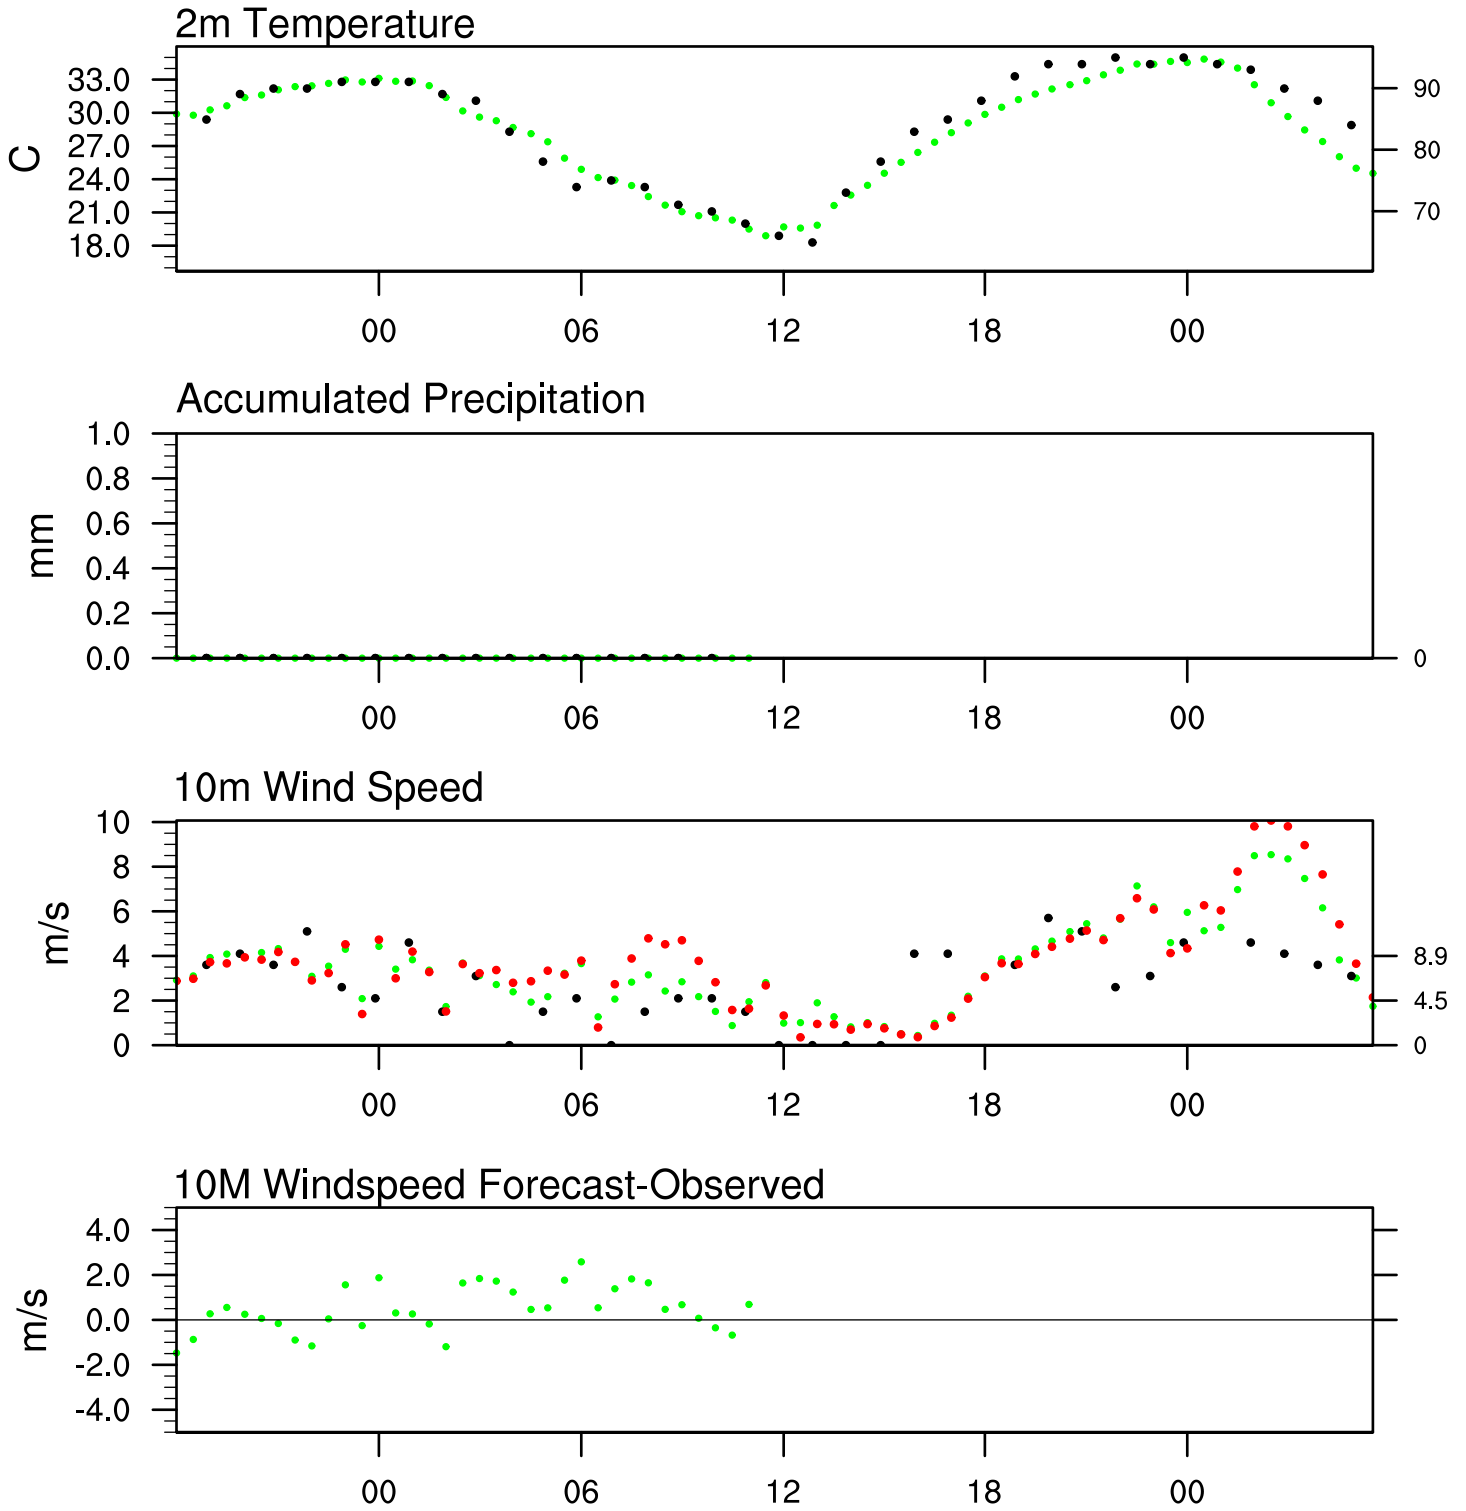 2m Temperature
33.0
30.0
27.0
24.0
21.0
18.0
C
90
80
70
00 06 12 18 00
Accumulated Precipitation
1.0
0.8
0.6
0.4
0.2
0.0
mm
0
00 06 12 18 00
10m Wind Speed
10
8
6
4
2
0
m/s
8.9
4.5
0
00 06 12 18 00
10M Windspeed Forecast-Observed
4.0
2.0
0.0
-2.0
-4.0
m/s
00 06 12 18 00